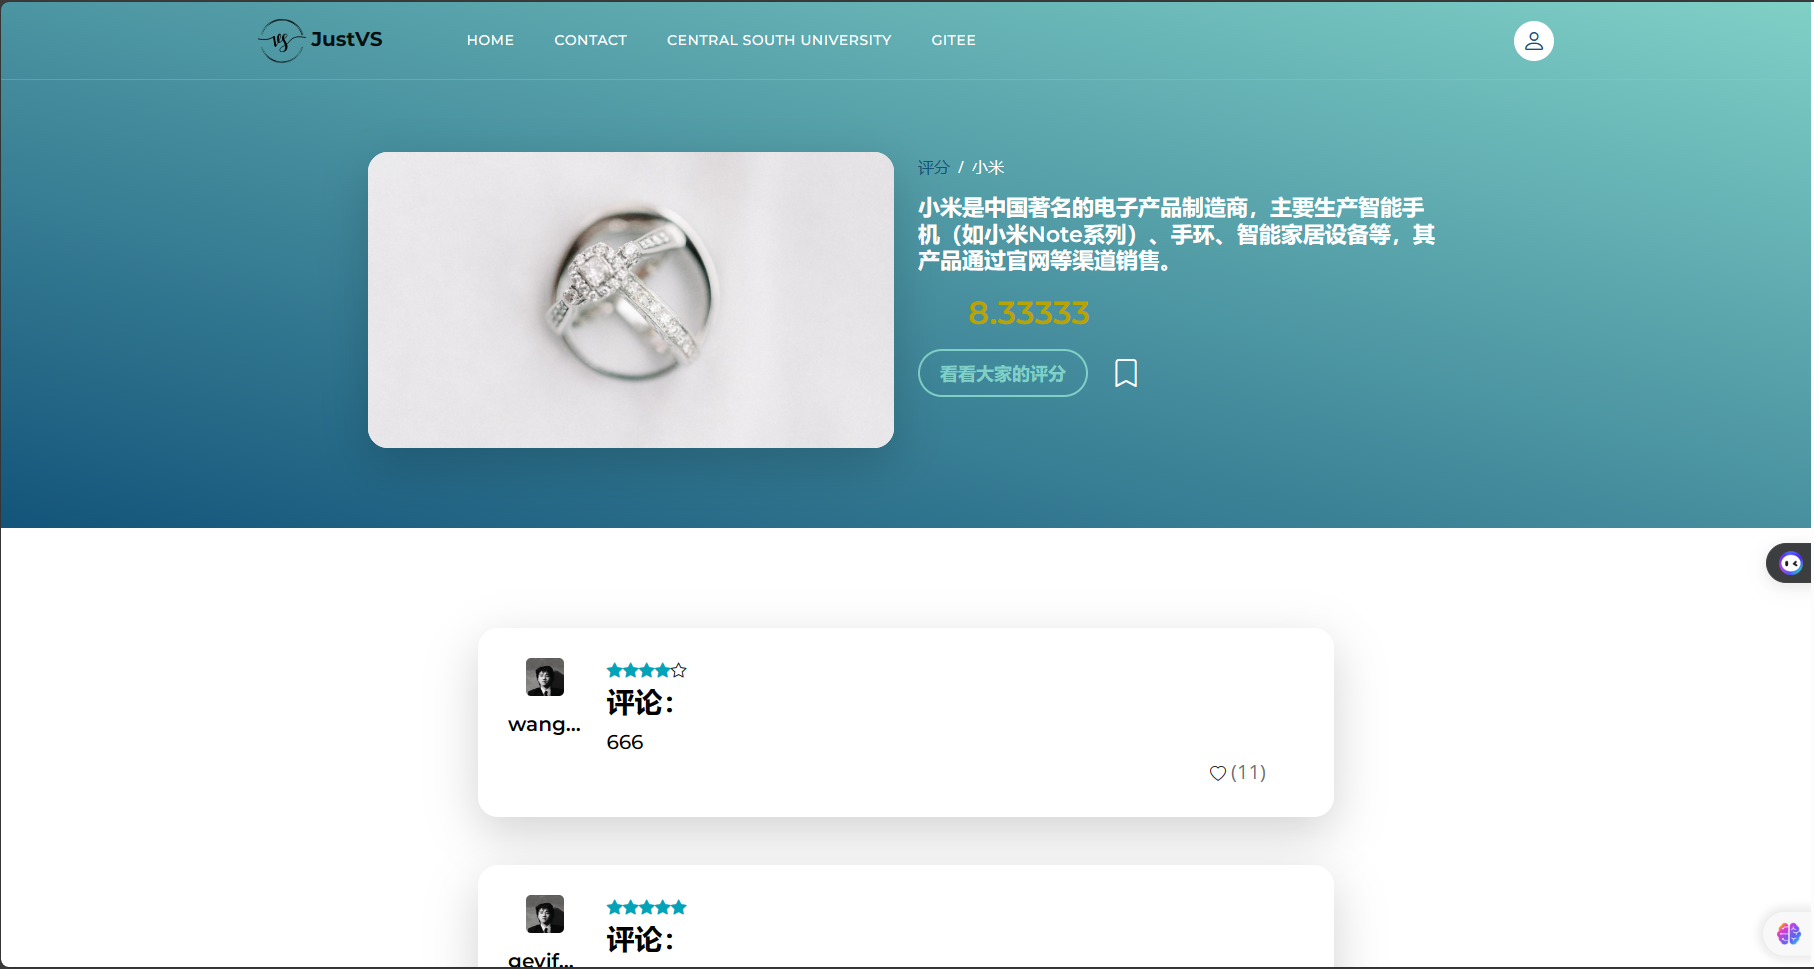 JustVS
HOME
CONTACT
CENTRAL SOUTH UNIVERSITY
GITEE
评分 / 小米
小米是中国著名的电子产品制造商，主要生产智能手
机（如小米Note系列）、手环、智能家居设备等，其
产品通过官网等渠道销售。
8.33333
看看大家的评分
wang...
评论：
666
(11)
评论：